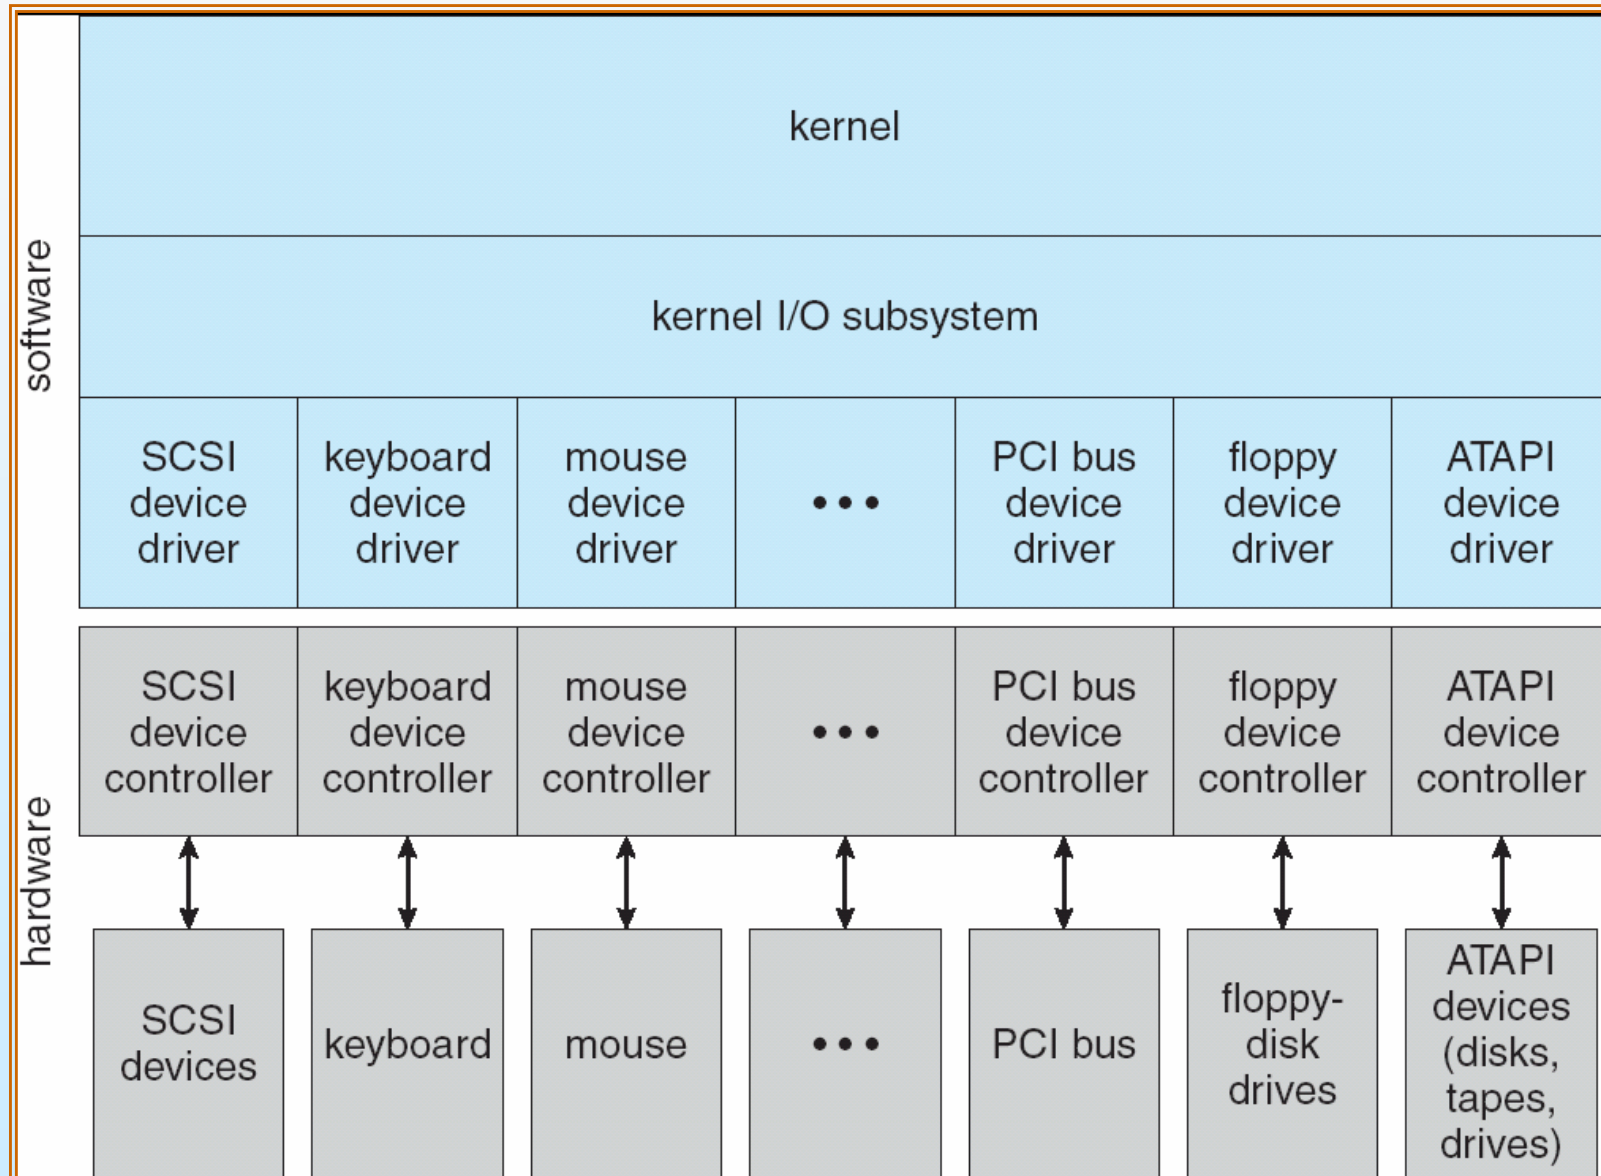 software
kernel
kernel I/O subsystem
SCSI
device
driver
keyboard
device
driver
mouse
device
driver
•••
PCI bus
device
driver
floppy
device
driver
ATAPI
device
driver
hardware
SCSI
device
controller
keyboard
device
controller
mouse
device
controller
•••
PCI bus
device
controller
floppy
device
controller
ATAPI
device
controller
SCSI
devices
keyboard
mouse
•••
PCI bus
floppy-
disk
drives
ATAPI
devices
(disks,
tapes,
drives)